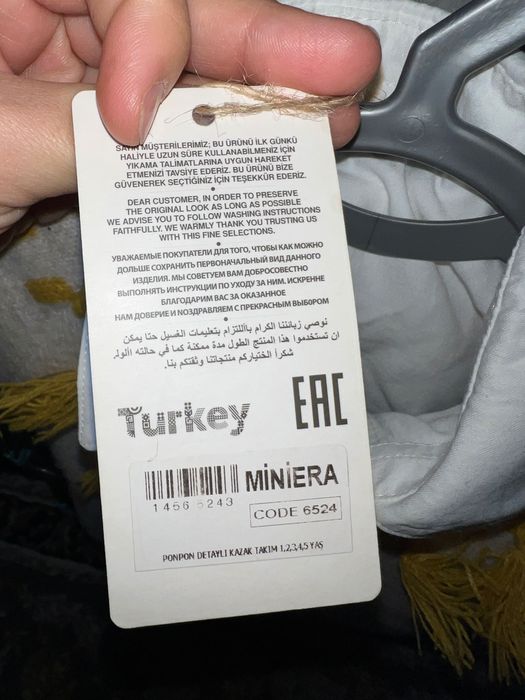 SAYIN MÜŞTERİLERİMİZ; BU ÜRÜNÜ İLK GÜNKÜ
HALİYLE UZUN SÜRE KULLANABİLMENİZ İÇİN
YIKAMA TALİMATLARINA UYGUN HAREKET
ETMENİZİ TAVSİYE EDERİZ. BU ÜRÜNÜ BİZE
GÜVENEREK SEÇTİĞİNİZ İÇİN TEŞEKKÜR EDERİZ.
DEAR CUSTOMER, IN ORDER TO PRESERVE
THE ORIGINAL LOOK AS LONG AS POSSIBLE
WE ADVISE YOU TO FOLLOW WASHING INSTRUCTIONS
FAITHFULLY. WE WARMLY THANK YOU TRUSTING US
WITH THIS FINE SELECTIONS.
УВАЖАЕМЫЕ ПОКУПАТЕЛИ ДЛЯ ТОГО, ЧТОБЫ КАК МОЖНО
ДОЛЬШЕ СОХРАНИТЬ ПЕРВОНАЧАЛЬНЫЙ ВИД ДАННОГО
ИЗДЕЛИЯ. МЫ СОВЕТУЕМ ВАМ ДОБРОСОВЕСТНО
ВЫПОЛНЯТЬ ИНСТРУКЦИИ ПО УХОДУ ЗА НИМ. ИСКРЕННЕ
БЛАГОДАРИМ ВАС ЗА ОКАЗАННОЕ
НАМ ДОВЕРИЕ И ПОЗДРАВЛЯЕМ С ПРЕКРАСНЫМ ВЫБОРОМ
نوصي زبائننا الكرام بااللتزام بتعليمات الغسيل حتا يمكن
ان تستخدموا هذا المنتج الطول مدة ممكنة كما في حالته األولى.
شكرآ الختياركم منتجاتنا وثقتكم بنا.
Turkey
EAC
MİNİERA
1456 5243
CODE 6524
PONPON DETAYLI KAZAK TAKIM 1,2,3,4,5 YAŞ